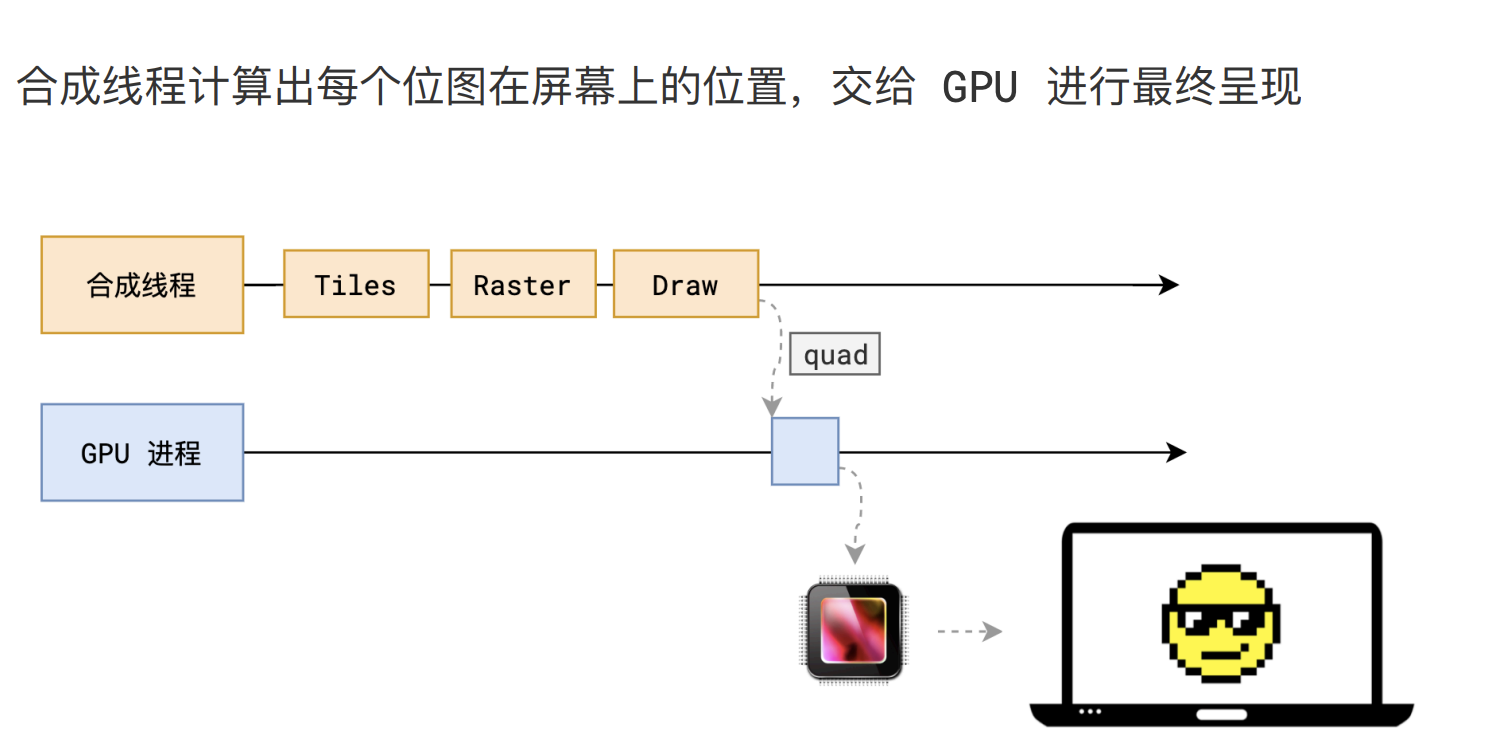 合成线程计算出每个位图在屏幕上的位置，交给 GPU 进行最终呈现
合成线程
Tiles
Raster
Draw
quad
GPU 进程